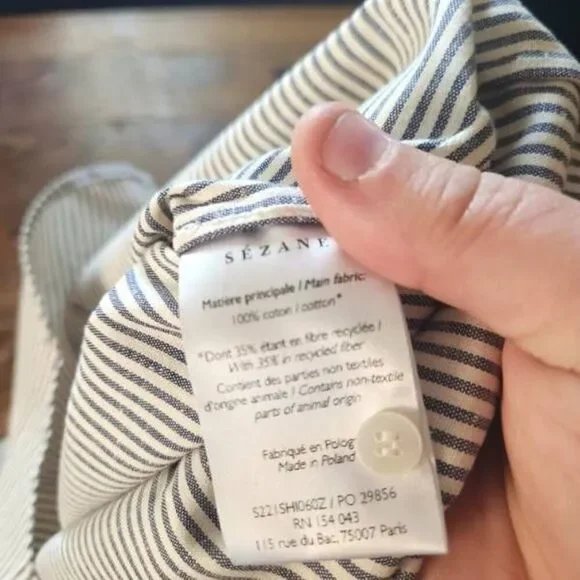 SÉZANE
Matière principale / Main fabric:
100% coton / cotton*
*Dont 35% étant en fibre recyclée /
With 35% in recycled fiber
Contient des parties non textiles
d'origine animale / Contains non-textile
parts of animal origin
Fabriqué en Polog
Made in Poland
S221SHI060Z / PO 29856
RN 154 043
115 rue du Bac, 75007 Paris